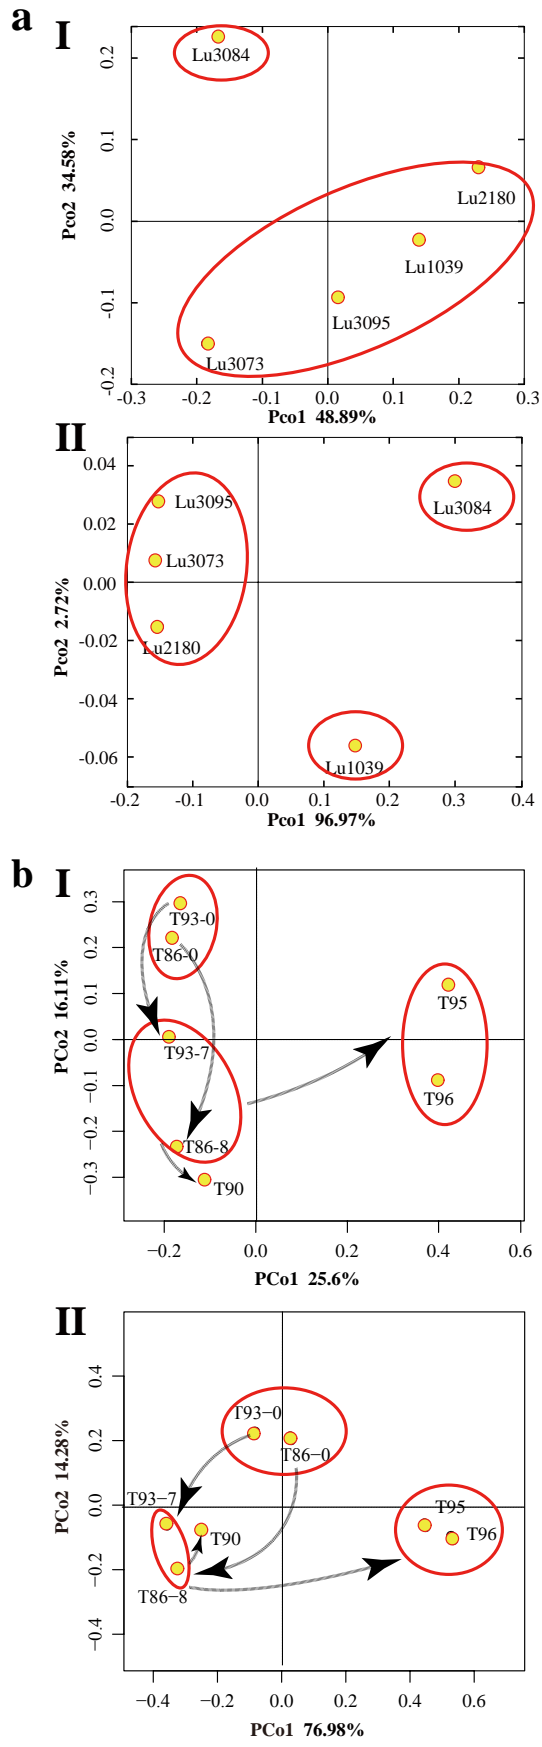 a
I
Lu3084
Lu2180
Lu1039
Lu3095
Lu3073
0.2
0.1
0.0
-0.1
-0.2
Pco2 34.58%
-0.3 -0.2 -0.1 0.0 0.1 0.2 0.3
Pco1 48.89%
II
Lu3095
Lu3073
Lu2180
Lu3084
Lu1039
0.04
0.02
0.00
-0.02
-0.04
-0.06
Pco2 2.72%
-0.2 -0.1 0.0 0.1 0.2 0.3 0.4
Pco1 96.97%
b
I
T93-0
T86-0
T93-7
T86-8
T90
T95
T96
0.3
0.2
0.1
0.0
−0.1
−0.2
−0.3
PCo2 16.11%
−0.2 0.0 0.2 0.4 0.6
PCo1 25.6%
II
T93−0
T86−0
T93−7
T90
T86−8
T95
T96
0.4
0.2
0.0
−0.2
−0.4
PCo2 14.28%
−0.4 −0.2 0.0 0.2 0.4 0.6
PCo1 76.98%